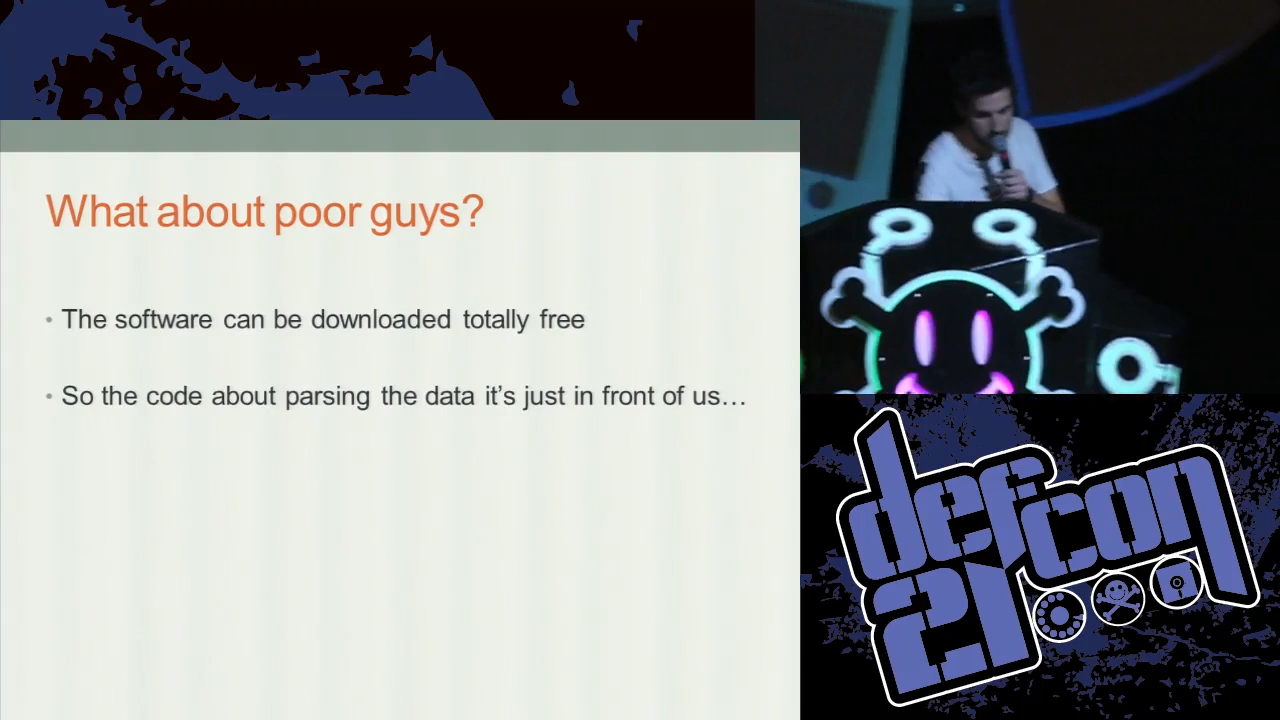 What about poor guys?
• The software can be downloaded totally free
• So the code about parsing the data it’s just in front of us…
defcon
21